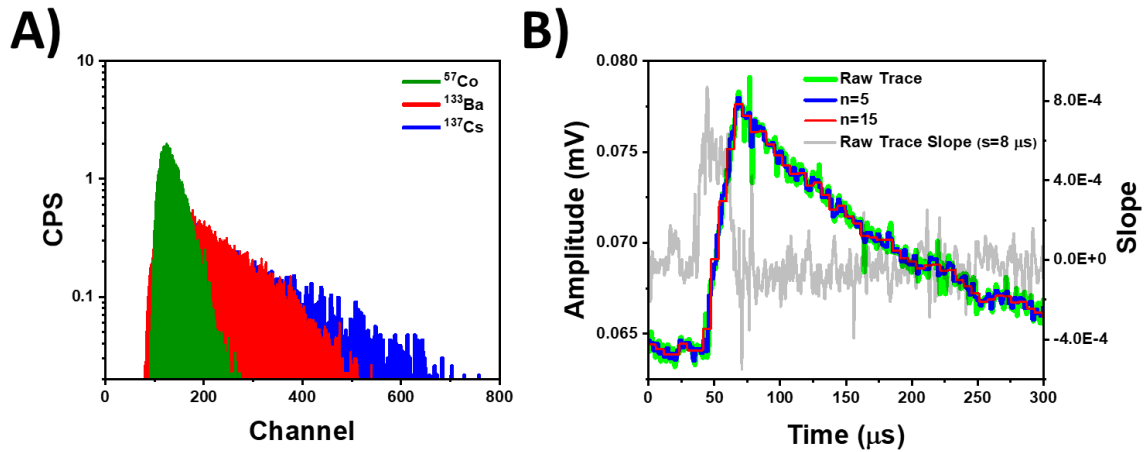 A)
10
1
0.1
CPS
0
200
400
600
800
Channel
⁵⁷Co
¹³³Ba
¹³⁷Cs
B)
0.080
0.075
0.070
0.065
Amplitude (mV)
0
50
100
150
200
250
300
Time (μs)
Raw Trace
n=5
n=15
Raw Trace Slope (s=8 μs)
8.0E-4
4.0E-4
0.0E+0
-4.0E-4
Slope